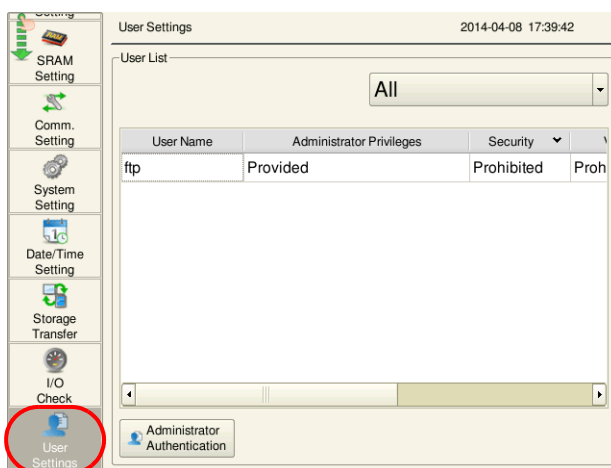 Setting
SRAM
Setting
Comm.
Setting
System
Setting
Date/Time
Setting
Storage
Transfer
I/O
Check
User
Settings
User Settings 2014-04-08 17:39:42
User List
All
User Name Administrator Privileges Security
ftp Provided Prohibited Proh
Administrator
Authentication